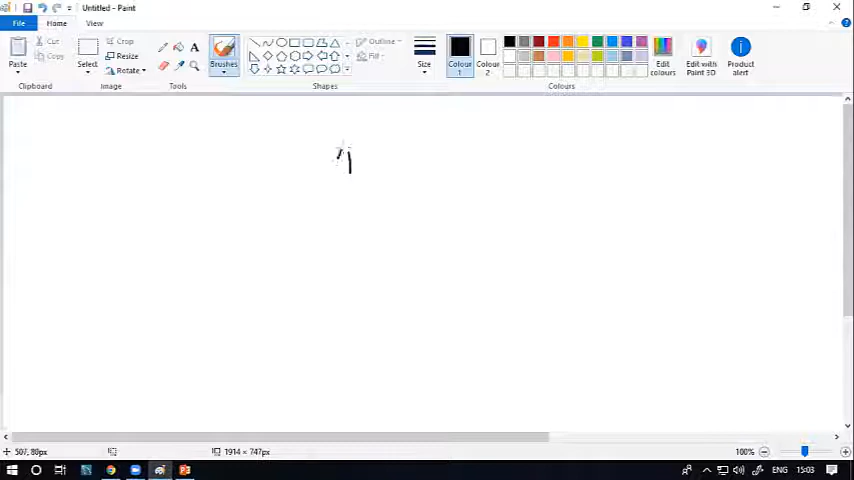 Untitled - Paint
File Home View
Paste
Cut
Copy
Clipboard
Select
Crop
Resize
Rotate
Image
Tools
Brushes
Shapes
Outline
Fill
Size
Colour 1
Colour 2
Colours
Edit colours
Edit with Paint 3D
Product alert
507, 80px
1914 × 747px
100%
ENG
15:03